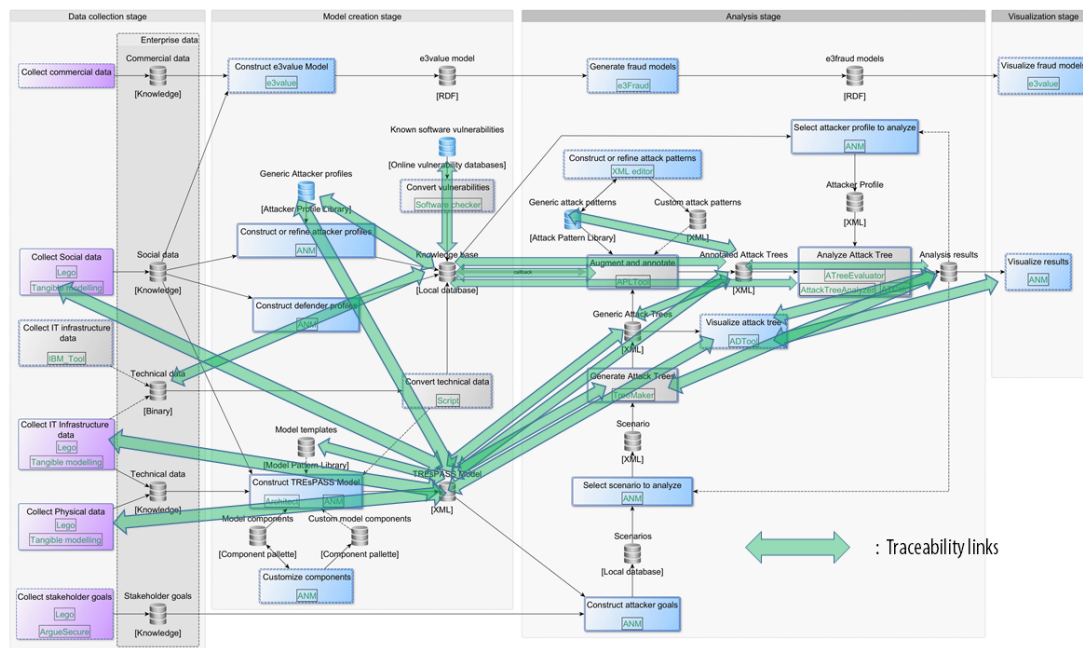 Data collection stage
Model creation stage
Analysis stage
Visualization stage
Enterprise data
Commercial data
Collect commercial data
[Knowledge]
Construct e3value Model
e3value
e3value model
[RDF]
Generate fraud models
e3Fraud
e3fraud models
[RDF]
Visualize fraud models
e3value
Known software vulnerabilities
[Online vulnerability databases]
Convert vulnerabilities
Software checker
Generic Attacker profiles
[Attacker Profile Library]
Construct or refine attacker profiles
ANM
Construct or refine attack patterns
XML editor
Generic attack patterns
[Attack Pattern Library]
Custom attack patterns
[XML]
Select attacker profile to analyze
ANM
Attacker Profile
[XML]
Collect Social data
Lego
Tangible modelling
Social data
[Knowledge]
Knowledge base
[Local database]
callback
Augment and annotate
APLTool
Annotated Attack Trees
[XML]
Analyze Attack Tree
ATreeEvaluator
AttackTreeAnalyzer
Analysis results
Visualize results
ANM
Construct defender profiles
ANM
Collect IT infrastructure
data
IBM_Tool
Technical data
[Binary]
Generic Attack Trees
[XML]
Visualize attack tree
ADTool
Convert technical data
Script
Generate Attack Trees
TreeMaker
Collect IT Infrastructure
data
Lego
Tangible modelling
Model templates
[Model Pattern Library]
TREsPASS Model
[XML]
Scenario
[XML]
Technical data
[Knowledge]
Construct TREsPASS Model
Architect
ANM
Select scenario to analyze
ANM
Collect Physical data
Lego
Tangible modelling
Model components
[Component pallette]
Custom model components
[Component pallette]
Scenarios
[Local database]
: Traceability links
Customize components
ANM
Collect stakeholder goals
Lego
ArgueSecure
Stakeholder goals
[Knowledge]
Construct attacker goals
ANM